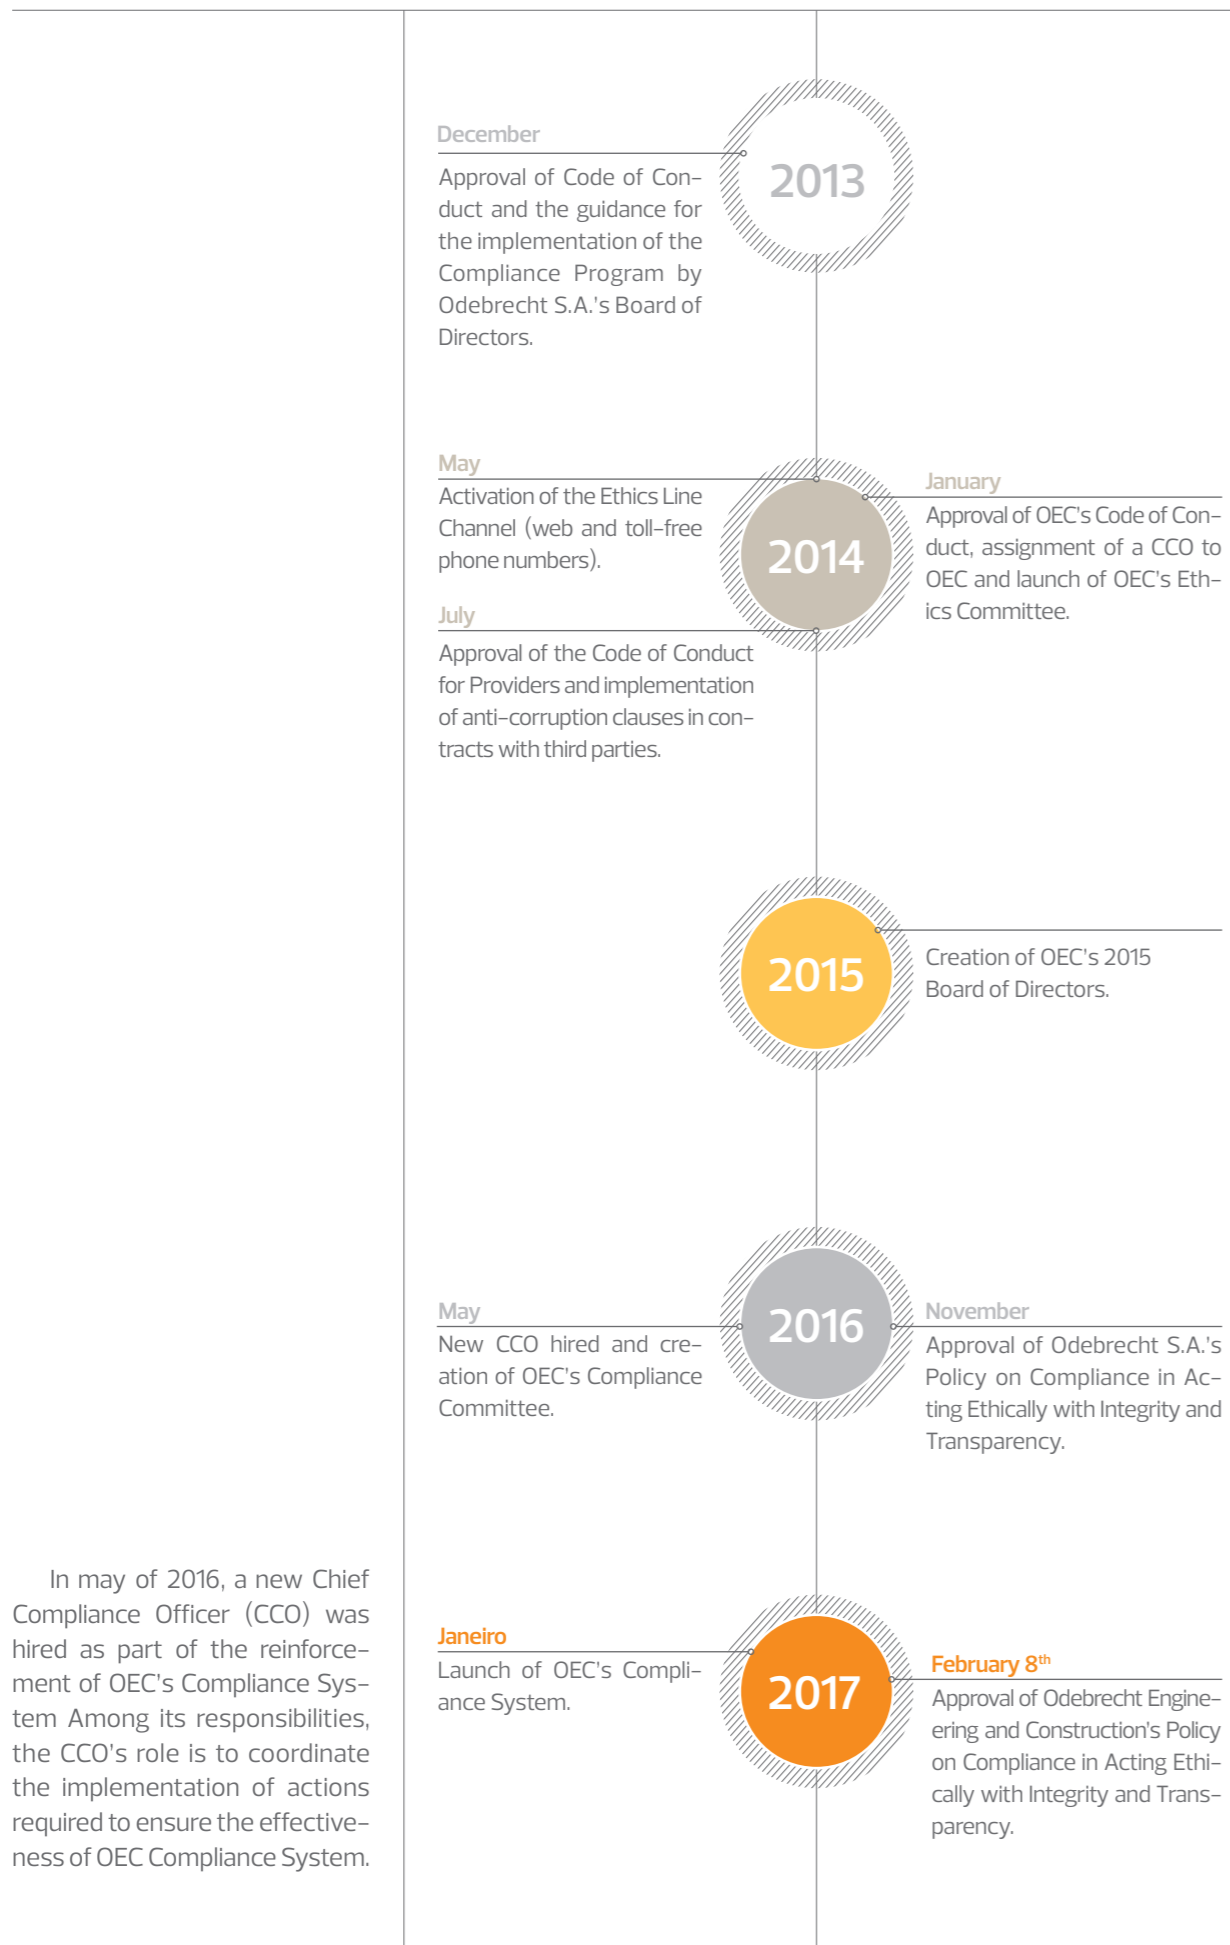 December
2013
Approval of Code of Con-
duct and the guidance for
the implementation of the
Compliance Program by
Odebrecht S.A.'s Board of
Directors.
May
Activation of the Ethics Line
Channel (web and toll-free
phone numbers).
July
Approval of the Code of Conduct
for Providers and implementation
of anti-corruption clauses in con-
tracts with third parties.
2014
January
Approval of OEC's Code of Con-
duct, assignment of a CCO to
OEC and launch of OEC's Eth-
ics Committee.
2015
Creation of OEC's 2015
Board of Directors.
May
New CCO hired and cre-
ation of OEC's Compliance
Committee.
2016
November
Approval of Odebrecht S.A.'s
Policy on Compliance in Ac-
ting Ethically with Integrity and
Transparency.
In may of 2016, a new Chief
Compliance Officer (CCO) was
hired as part of the reinforce-
ment of OEC's Compliance Sys-
tem Among its responsibilities,
the CCO's role is to coordinate
the implementation of actions
required to ensure the effective-
ness of OEC Compliance System.
Janeiro
Launch of OEC's Compli-
ance System.
2017
February 8th
Approval of Odebrecht Engine-
ering and Construction's Policy
on Compliance in Acting Ethi-
cally with Integrity and Trans-
parency.